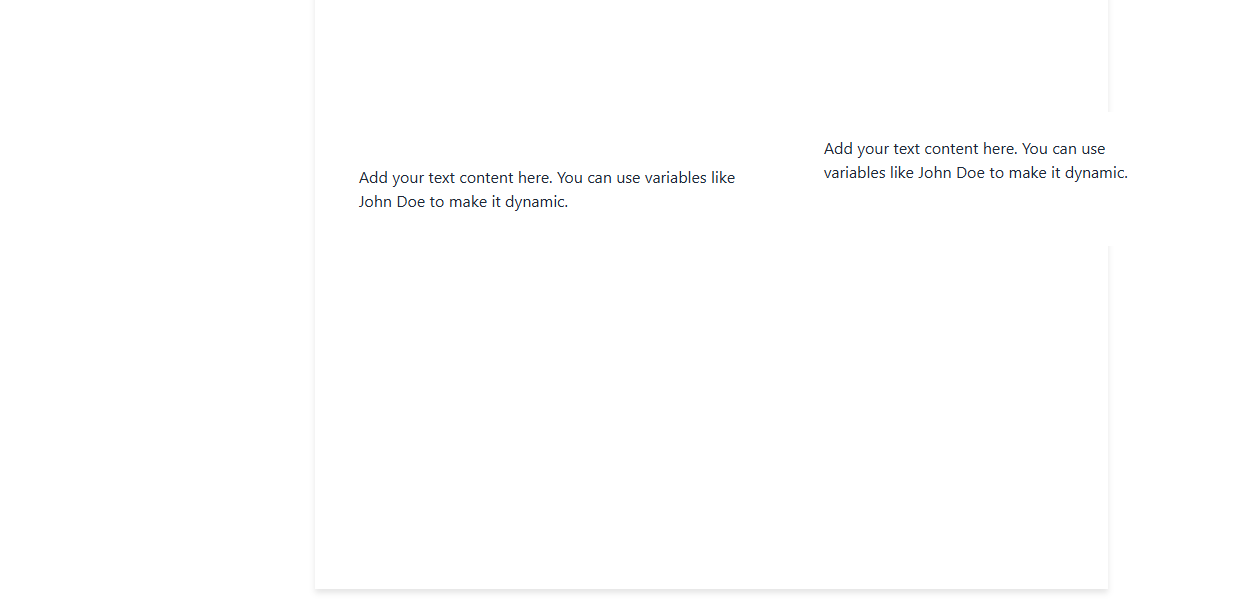 Add your text content here. You can use variables like
John Doe to make it dynamic.
Add your text content here. You can use
variables like John Doe to make it dynamic.